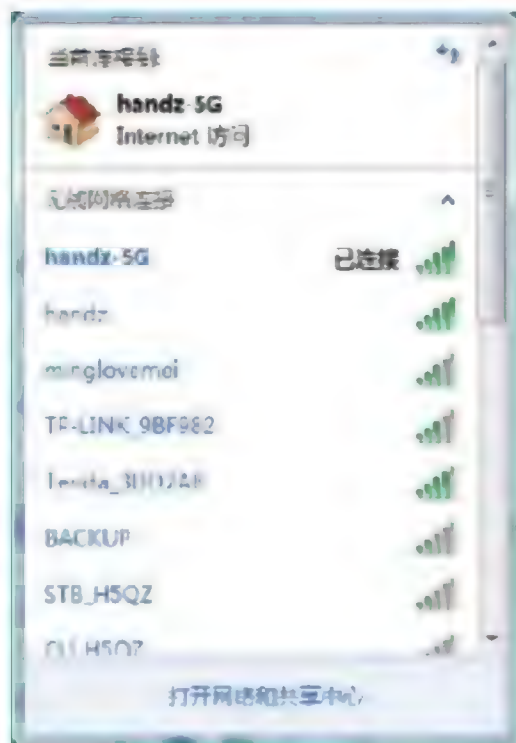 当前连接到:
handz-5G
Internet 访问
无线网络连接
handz-5G 已连接
handz
minglovemei
TP-LINK_9BF982
BACKUP
STB_H5QZ
打开网络和共享中心